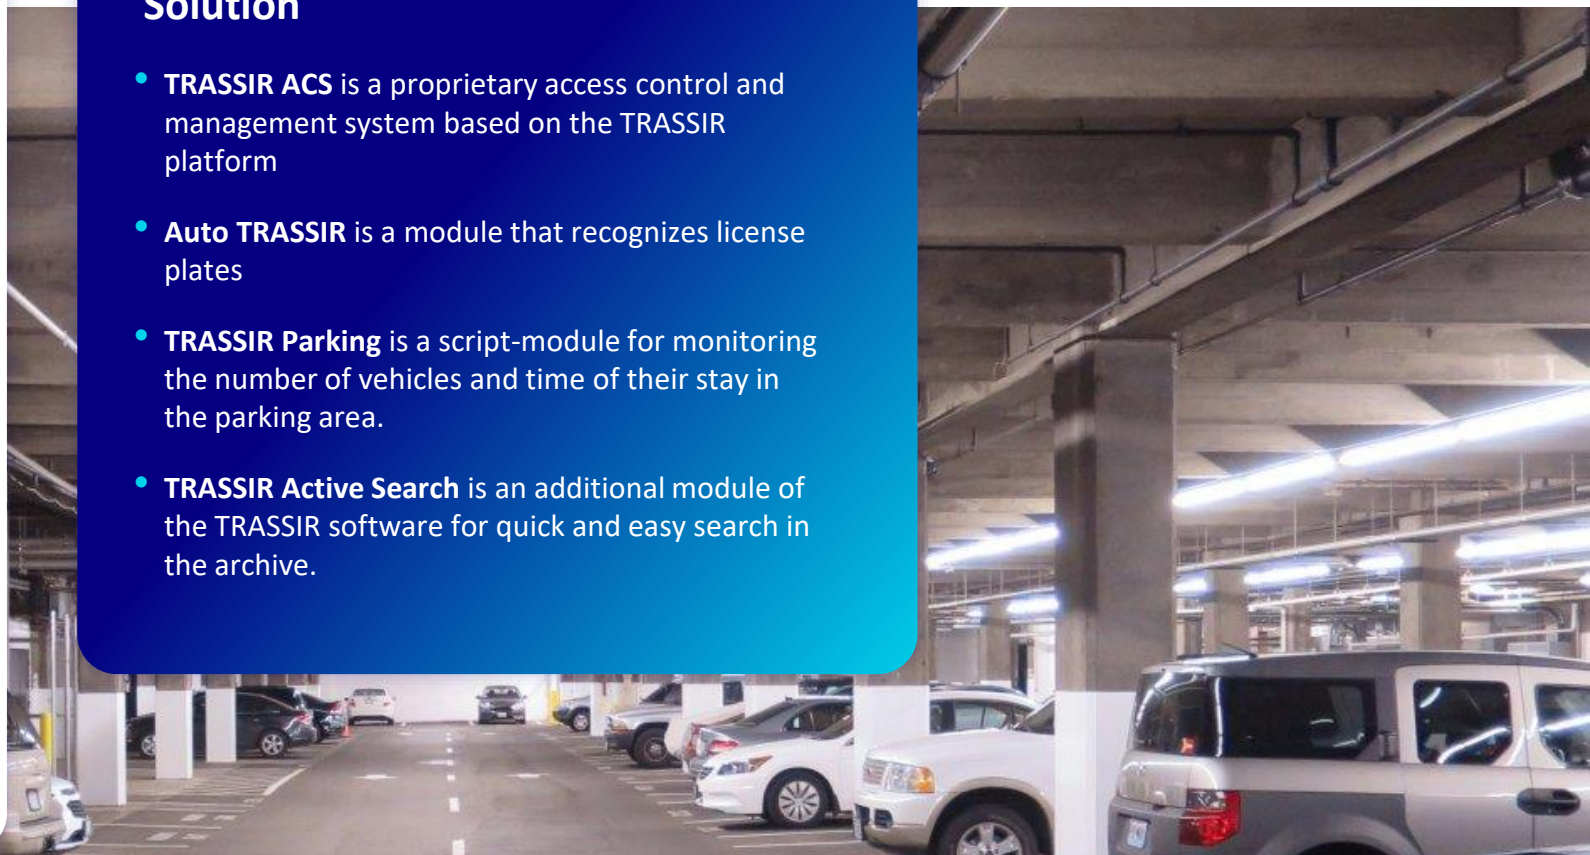 Solution
• TRASSIR ACS is a proprietary access control and
management system based on the TRASSIR
platform
• Auto TRASSIR is a module that recognizes license
plates
• TRASSIR Parking is a script-module for monitoring
the number of vehicles and time of their stay in
the parking area.
• TRASSIR Active Search is an additional module of
the TRASSIR software for quick and easy search in
the archive.